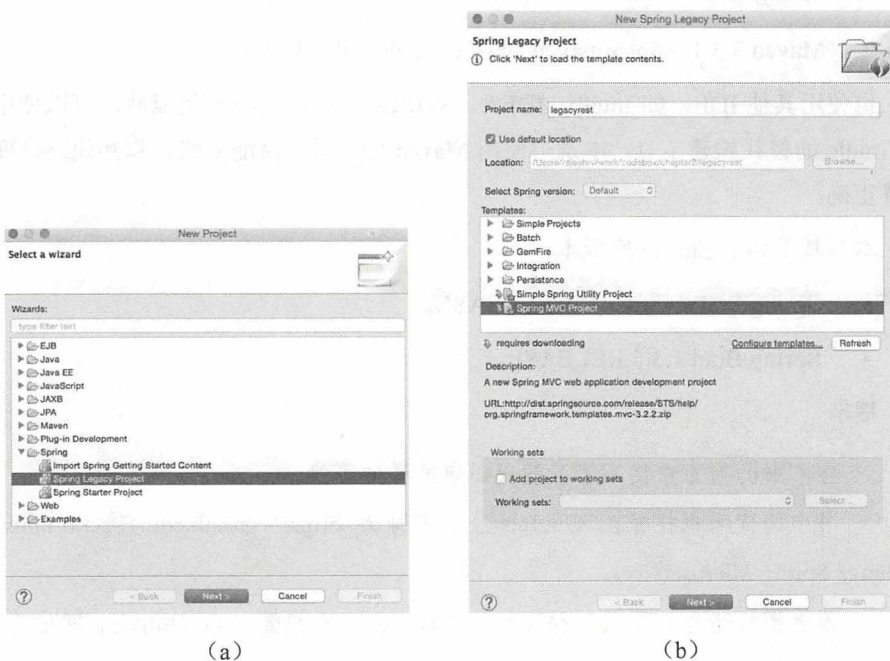 New Project
Select a wizard
Wizards:
type filter text
EJB
Java
Java EE
JavaScript
JAXB
JPA
Maven
Plug-in Development
Spring
Import Spring Getting Started Content
Spring Legacy Project
Spring Starter Project
Web
Examples
?
< Back
Next >
Cancel
Finish
(a)
New Spring Legacy Project
Spring Legacy Project
Click 'Next' to load the template contents.
Project name: legacyrest
Use default location
Location: /Users/rajeshrv/work/codebox/chapter2/legacyrest
Browse...
Select Spring version: Default
Templates:
Simple Projects
Batch
GemFire
Integration
Persistence
Simple Spring Utility Project
Spring MVC Project
requires downloading
Configure templates...
Refresh
Description:
A new Spring MVC web application development project
URL:http://dist.springsource.com/release/STS/help/
org.springframework.templates.mvc-3.2.2.zip
Working sets
Add project to working sets
Working sets:
Select...
?
< Back
Next >
Cancel
Finish
(b)